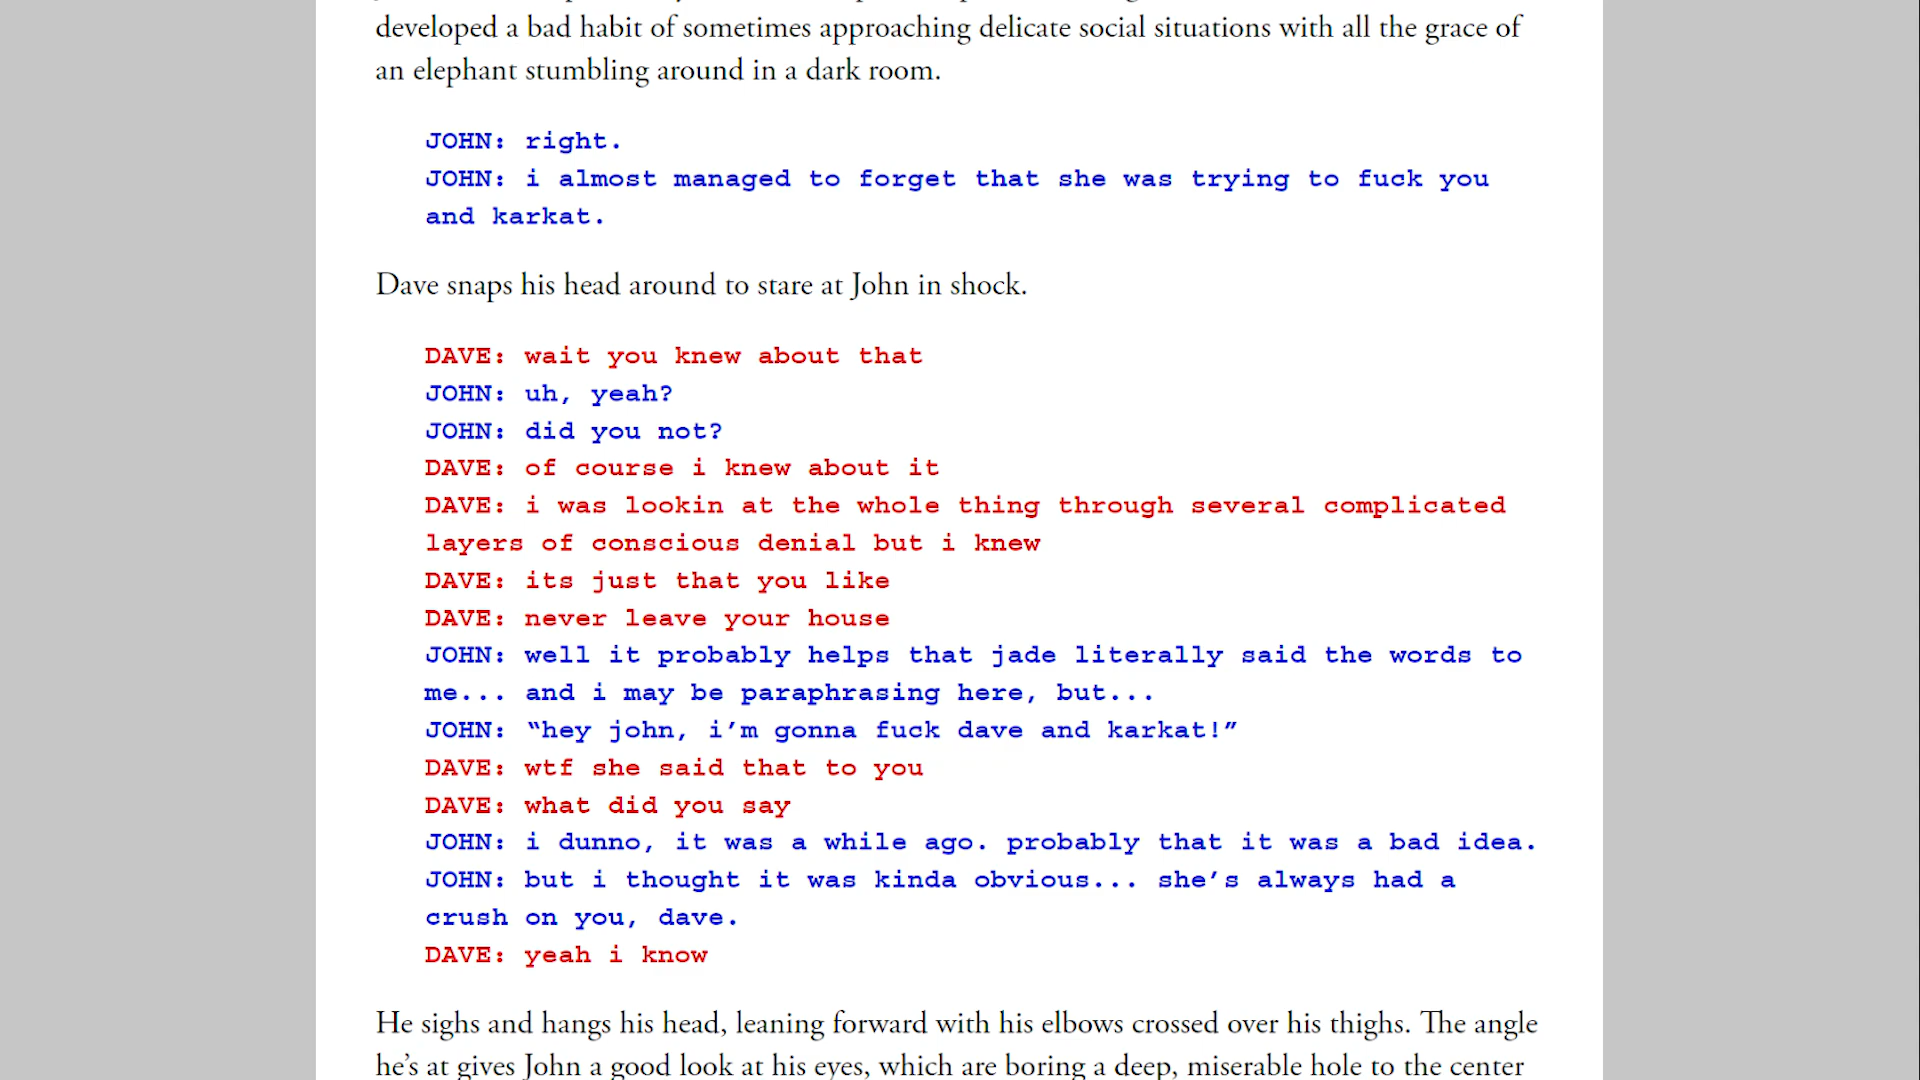 developed a bad habit of sometimes approaching delicate social situations with all the grace of
an elephant stumbling around in a dark room.
JOHN: right.
JOHN: i almost managed to forget that she was trying to fuck you
and karkat.
Dave snaps his head around to stare at John in shock.
DAVE: wait you knew about that
JOHN: uh, yeah?
JOHN: did you not?
DAVE: of course i knew about it
DAVE: i was lookin at the whole thing through several complicated
layers of conscious denial but i knew
DAVE: its just that you like
DAVE: never leave your house
JOHN: well it probably helps that jade literally said the words to
me... and i may be paraphrasing here, but...
JOHN: “hey john, i’m gonna fuck dave and karkat!”
DAVE: wtf she said that to you
DAVE: what did you say
JOHN: i dunno, it was a while ago. probably that it was a bad idea.
JOHN: but i thought it was kinda obvious... she’s always had a
crush on you, dave.
DAVE: yeah i know
He sighs and hangs his head, leaning forward with his elbows crossed over his thighs. The angle
he’s at gives John a good look at his eyes, which are boring a deep, miserable hole to the center